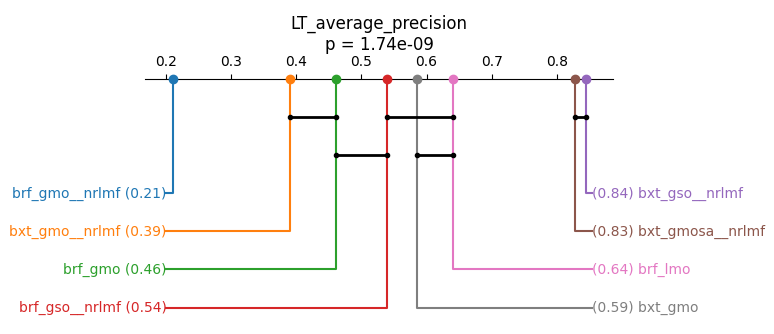 LT_average_precision
p = 1.74e-09
0.2 0.3 0.4 0.5 0.6 0.7 0.8
brf_gmo__nrlmf (0.21) (0.84) bxt_gso__nrlmf
bxt_gmo__nrlmf (0.39) (0.83) bxt_gmosa__nrlmf
brf_gmo (0.46) (0.64) brf_lmo
brf_gso__nrlmf (0.54) (0.59) bxt_gmo